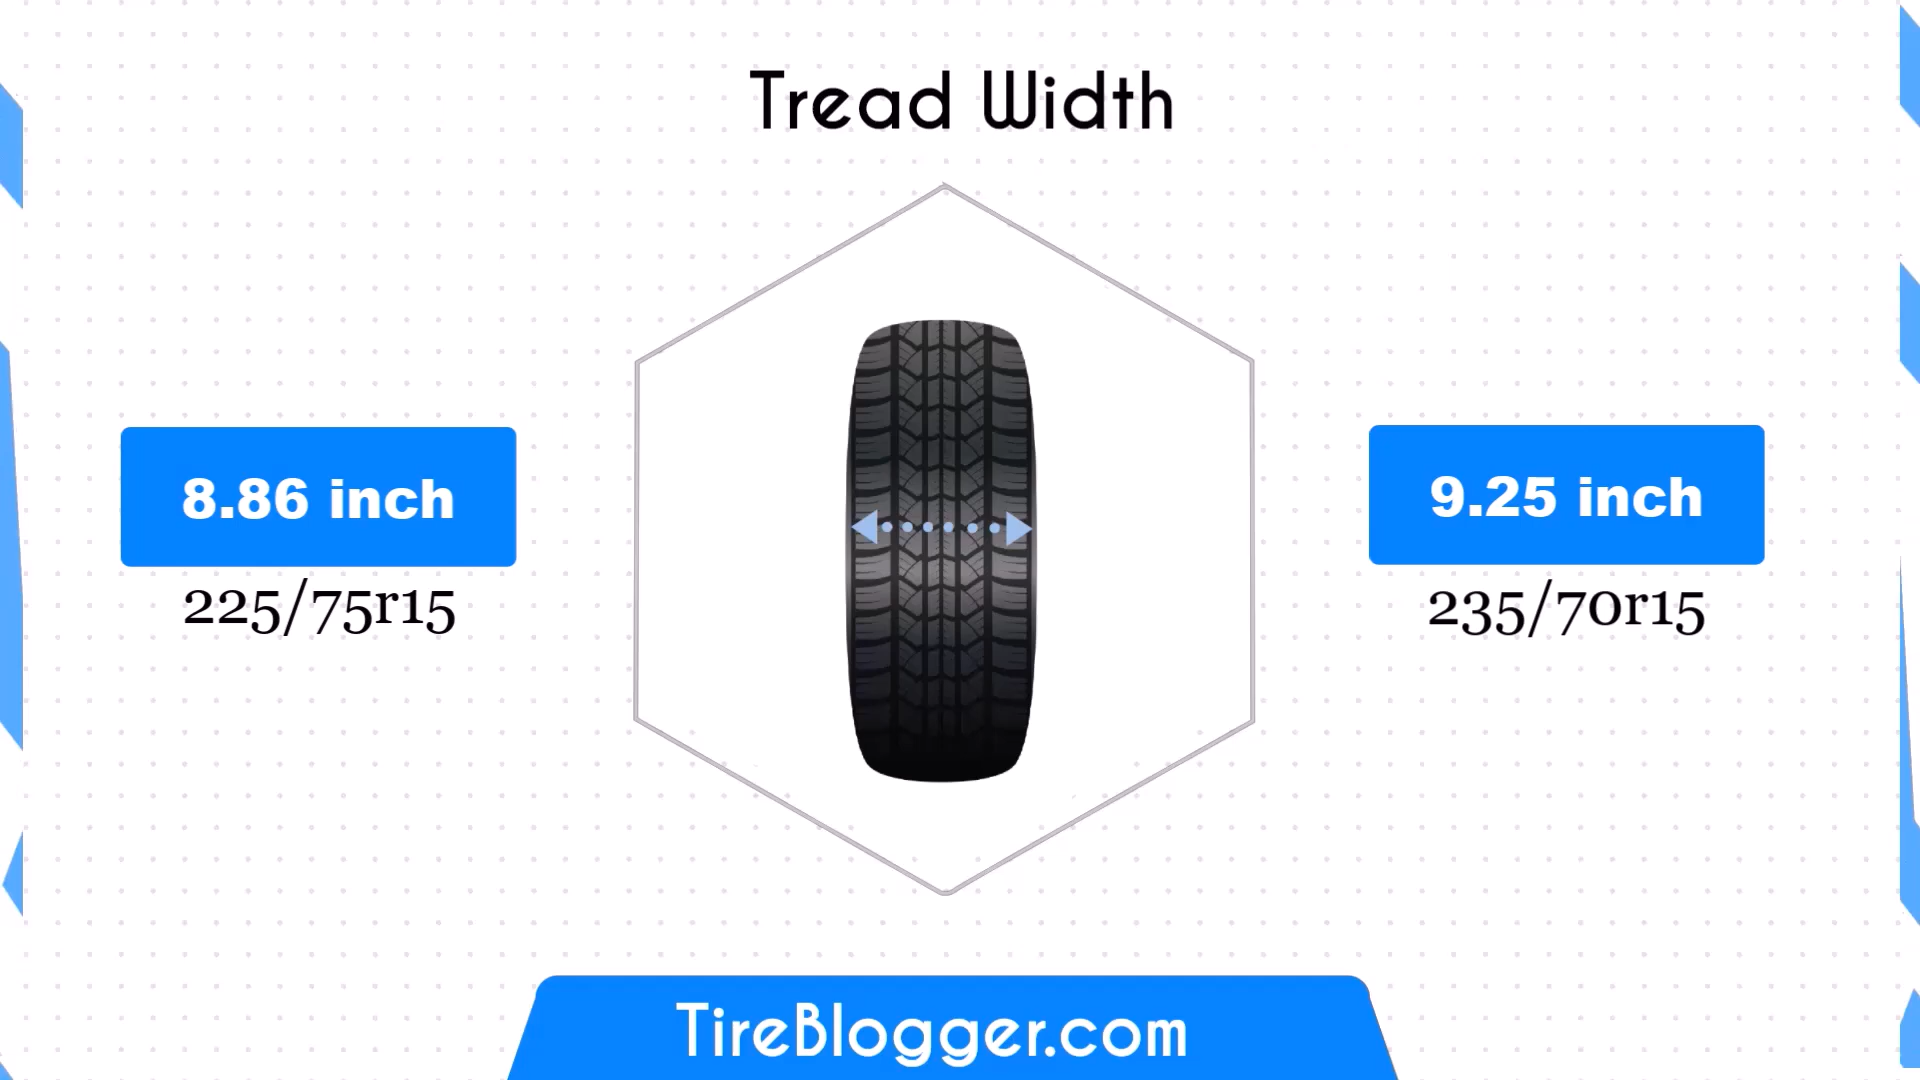 Tread Width
8.86 inch
225/75r15
9.25 inch
235/70r15
TireBlogger.com